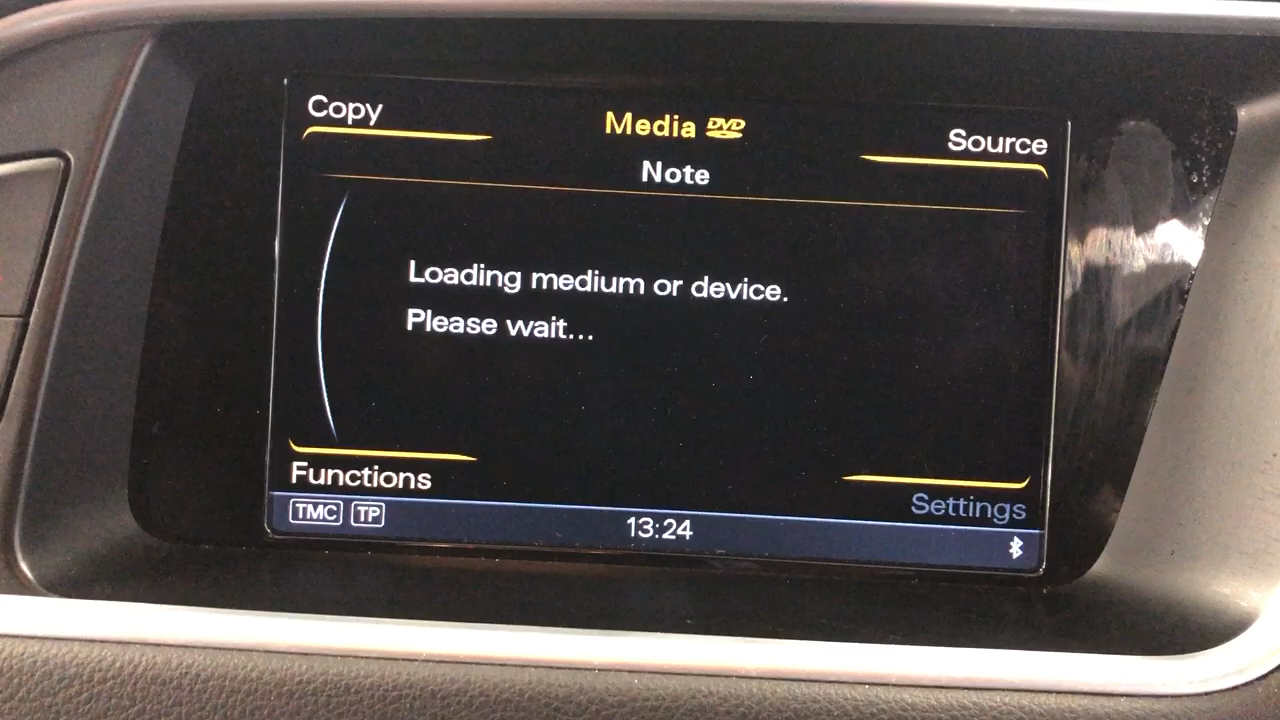 Copy
Media DVD
Source
Note
Loading medium or device.
Please wait...
Functions
Settings
TMC TP
13:24